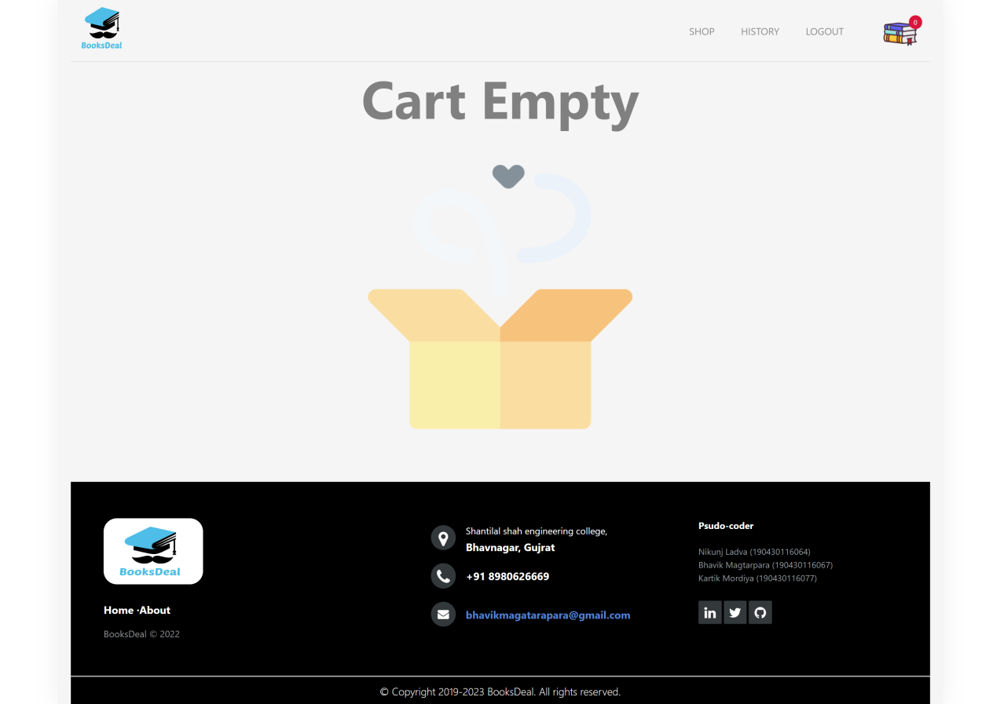 BooksDeal
SHOP
HISTORY
LOGOUT
0
Cart Empty
BooksDeal
Home ·About
BooksDeal © 2022
Shantilal shah engineering college,
Bhavnagar, Gujrat
+91 8980626669
bhavikmagatarapara@gmail.com
Psudo-coder
Nikunj Ladva (190430116064)
Bhavik Magtarpara (190430116067)
Kartik Mordiya (190430116077)
in
© Copyright 2019-2023 BooksDeal. All rights reserved.